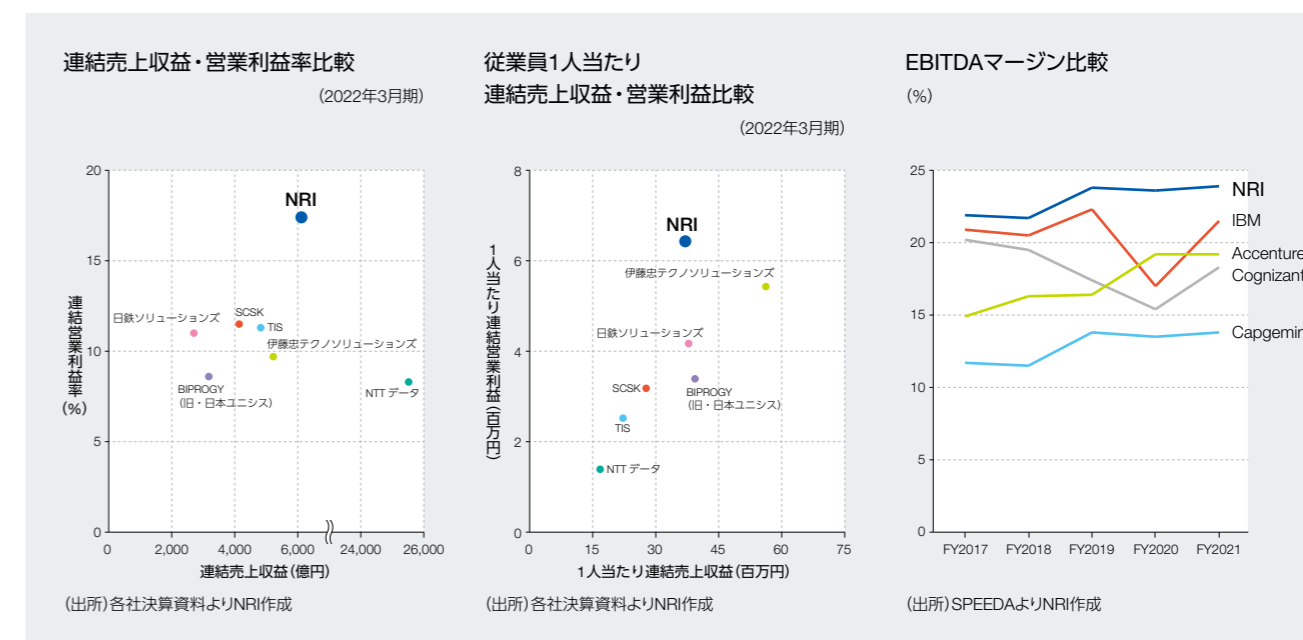 連結売上収益・営業利益率比較
(2022年3月期)
20
15
10
5
0
連結営業利益率(%)
NRI
日鉄ソリューションズ
SCSK
TIS
伊藤忠テクノソリューションズ
BIPROGY
(旧・日本ユニシス)
NTT データ
0 2,000 4,000 6,000 24,000 26,000
連結売上収益(億円)
(出所)各社決算資料よりNRI作成
従業員1人当たり
連結売上収益・営業利益比較
(2022年3月期)
8
6
4
2
0
1人当たり連結営業利益(百万円)
NRI
伊藤忠テクノソリューションズ
日鉄ソリューションズ
SCSK
BIPROGY
(旧・日本ユニシス)
TIS
NTT データ
0 15 30 45 60 75
1人当たり連結売上収益(百万円)
(出所)各社決算資料よりNRI作成
EBITDAマージン比較
(%)
25
20
15
10
5
0
NRI
IBM
Accenture
Cognizant
Capgemin
FY2017 FY2018 FY2019 FY2020 FY2021
(出所)SPEEDAよりNRI作成